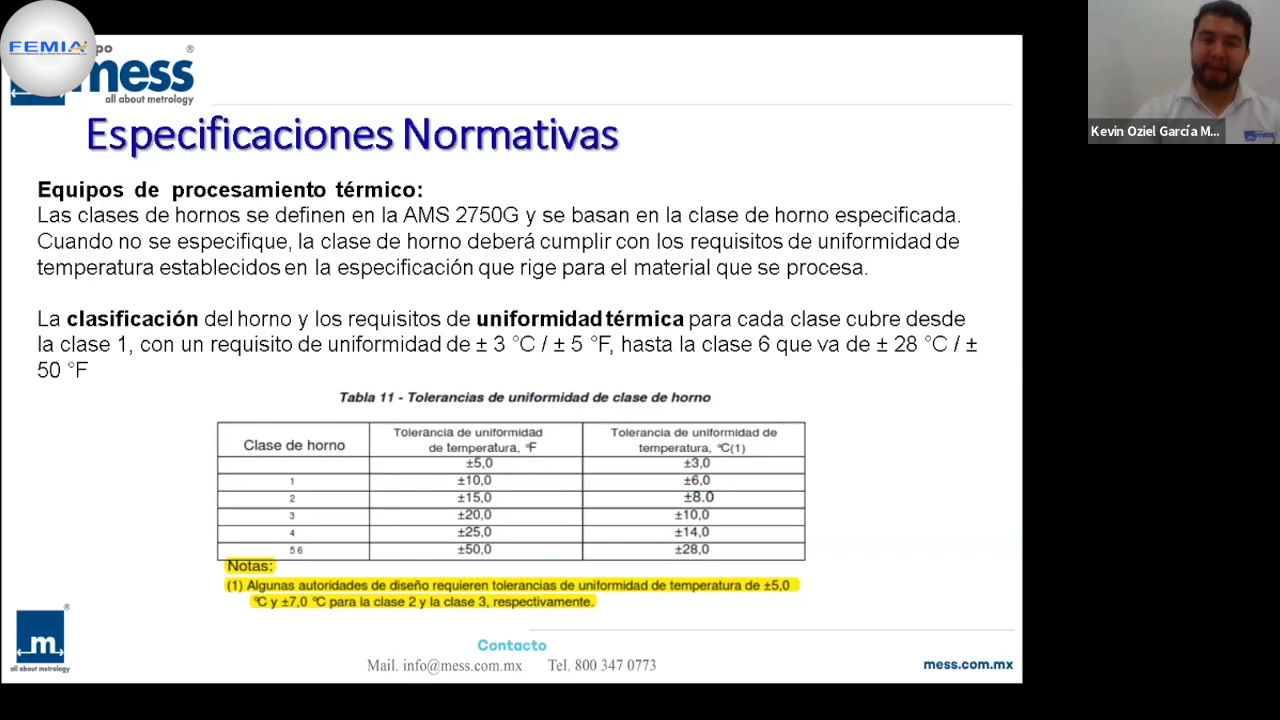 FEMIA
po
®
mess
all about metrology
Especificaciones Normativas
Kevin Oziel García M...
Equipos de procesamiento térmico:
Las clases de hornos se definen en la AMS 2750G y se basan en la clase de horno especificada.
Cuando no se especifique, la clase de horno deberá cumplir con los requisitos de uniformidad de
temperatura establecidos en la especificación que rige para el material que se procesa.
La clasificación del horno y los requisitos de uniformidad térmica para cada clase cubre desde
la clase 1, con un requisito de uniformidad de ± 3 °C / ± 5 °F, hasta la clase 6 que va de ± 28 °C / ±
50 °F
Tabla 11 - Tolerancias de uniformidad de clase de horno
Clase de horno Tolerancia de uniformidad de temperatura, °F Tolerancia de uniformidad de temperatura, °C(1)
±5,0 ±3,0
1 ±10,0 ±6,0
2 ±15,0 ±8.0
3 ±20,0 ±10,0
4 ±25,0 ±14,0
5 6 ±50,0 ±28,0
Notas:
(1) Algunas autoridades de diseño requieren tolerancias de uniformidad de temperatura de ±5,0
°C y ±7,0 °C para la clase 2 y la clase 3, respectivamente.
®
m
all about metrology
Contacto
Mail. info@mess.com.mx Tel. 800 347 0773
mess.com.mx